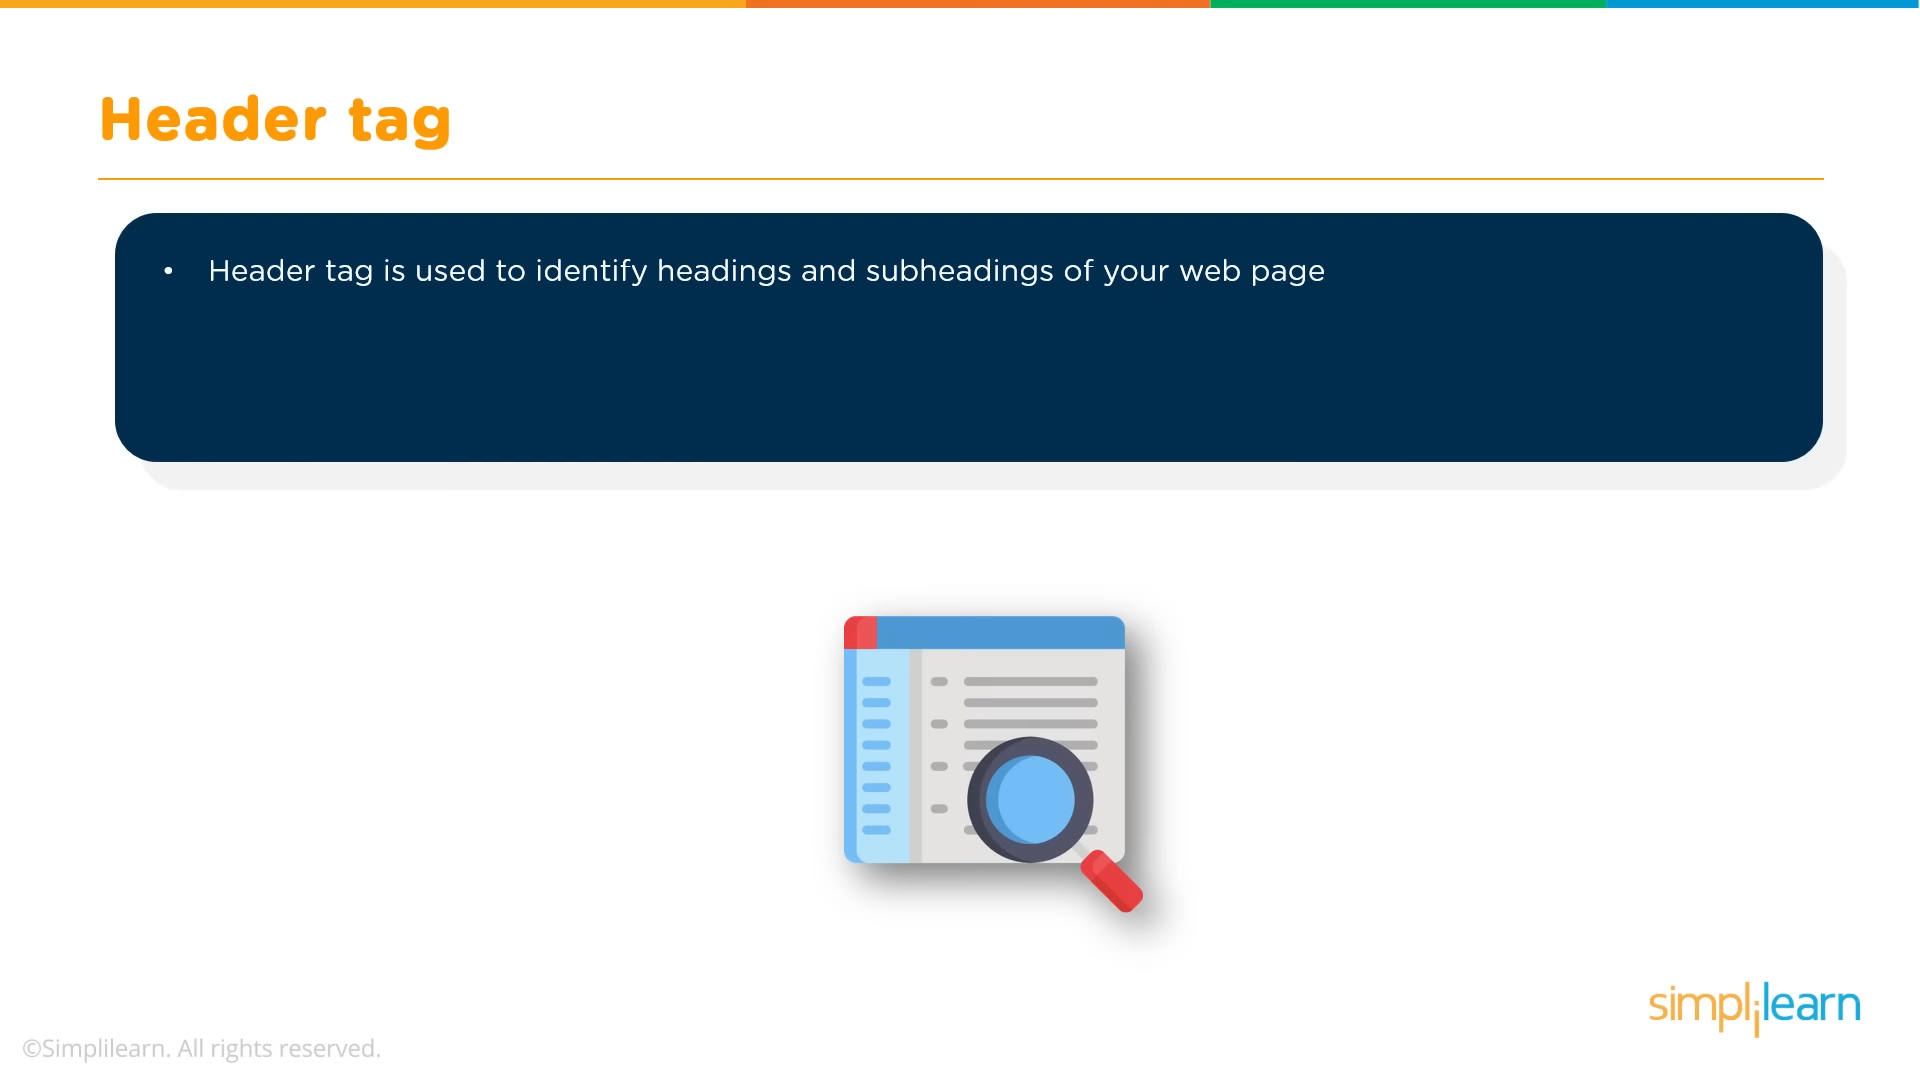 Header tag
• Header tag is used to identify headings and subheadings of your web page
simplilearn
©Simplilearn. All rights reserved.